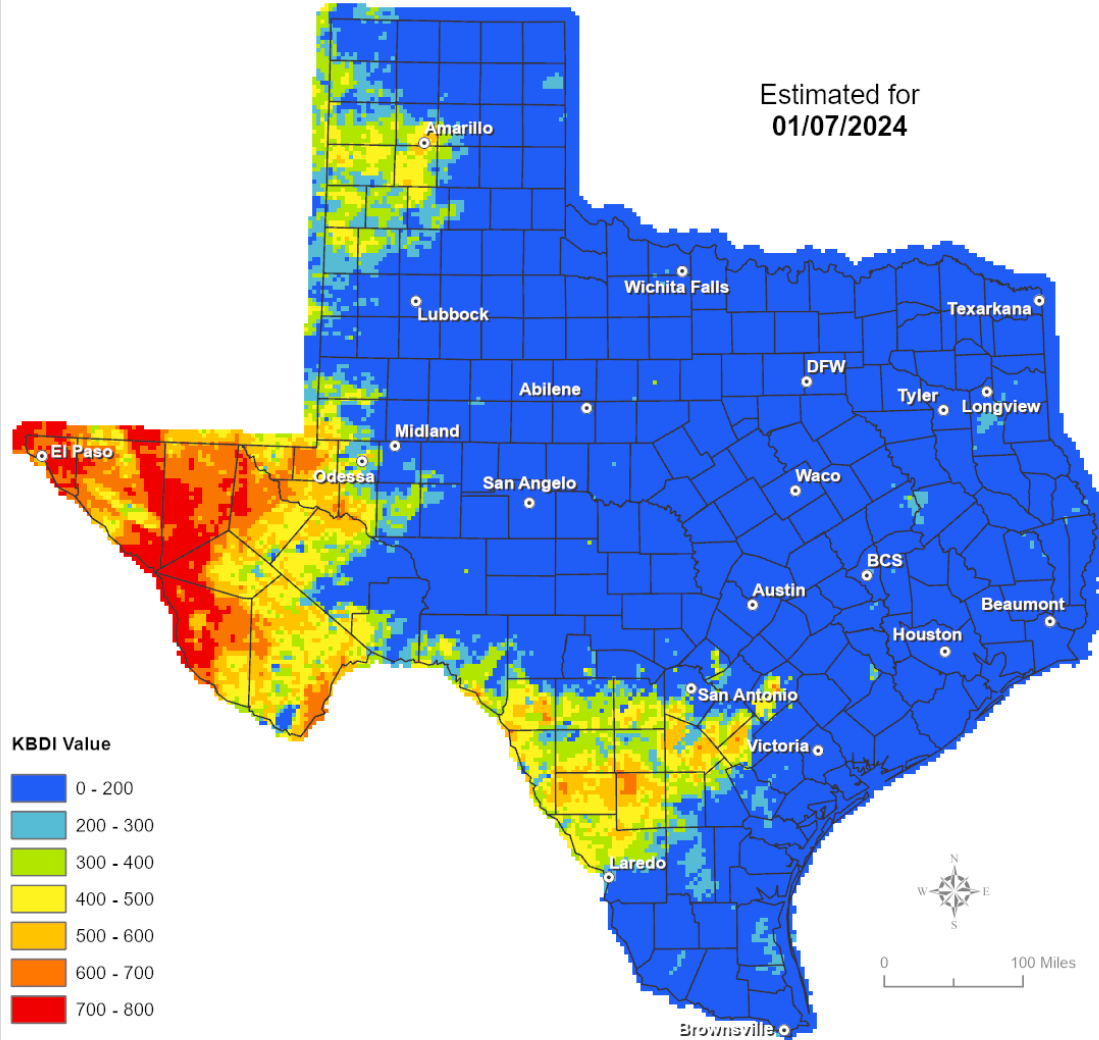 Estimated for
01/07/2024
Amarillo
Wichita Falls
Texarkana
Lubbock
DFW
Abilene
Tyler
Longview
Midland
El Paso
Odessa
San Angelo
Waco
BCS
Austin
Beaumont
Houston
San Antonio
Victoria
Laredo
Brownsville
KBDI Value
0 - 200
200 - 300
300 - 400
400 - 500
500 - 600
600 - 700
700 - 800
N
W E
S
0 100 Miles